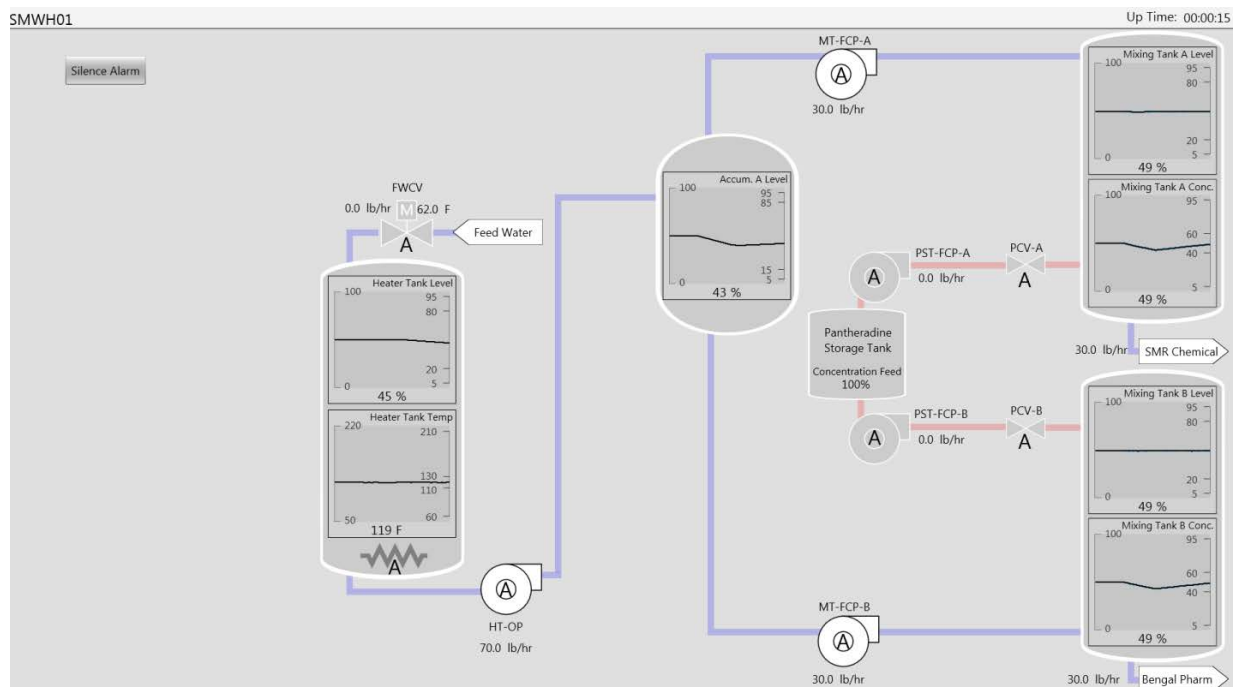 SMWH01
Up Time: 00:00:15
Silence Alarm
MT-FCP-A
A
30.0 lb/hr
Mixing Tank A Level
100
95
80
20
5
0
49 %
Mixing Tank A Conc.
100
60
40
5
0
49 %
30.0 lb/hr
SMR Chemical
Accum. A Level
100
95
85
15
5
0
43 %
FWCV
0.0 lb/hr
M
62.0 F
A
Feed Water
Heater Tank Level
100
95
80
20
5
0
45 %
Heater Tank Temp
220
210
130
110
60
50
119 F
A
A
HT-OP
70.0 lb/hr
A
PST-FCP-A
0.0 lb/hr
PCV-A
A
Pantheradine
Storage Tank
Concentration Feed
100%
A
PST-FCP-B
0.0 lb/hr
PCV-B
A
Mixing Tank B Level
100
95
80
20
5
0
49 %
Mixing Tank B Conc.
100
95
60
40
5
0
49 %
MT-FCP-B
A
30.0 lb/hr
30.0 lb/hr
Bengal Pharm